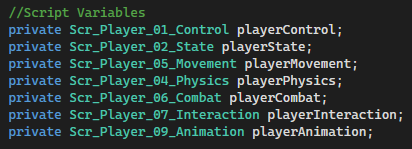 //Script Variables
private Scr_Player_01_Control playerControl;
private Scr_Player_02_State playerState;
private Scr_Player_05_Movement playerMovement;
private Scr_Player_04_Physics playerPhysics;
private Scr_Player_06_Combat playerCombat;
private Scr_Player_07_Interaction playerInteraction;
private Scr_Player_09_Animation playerAnimation;